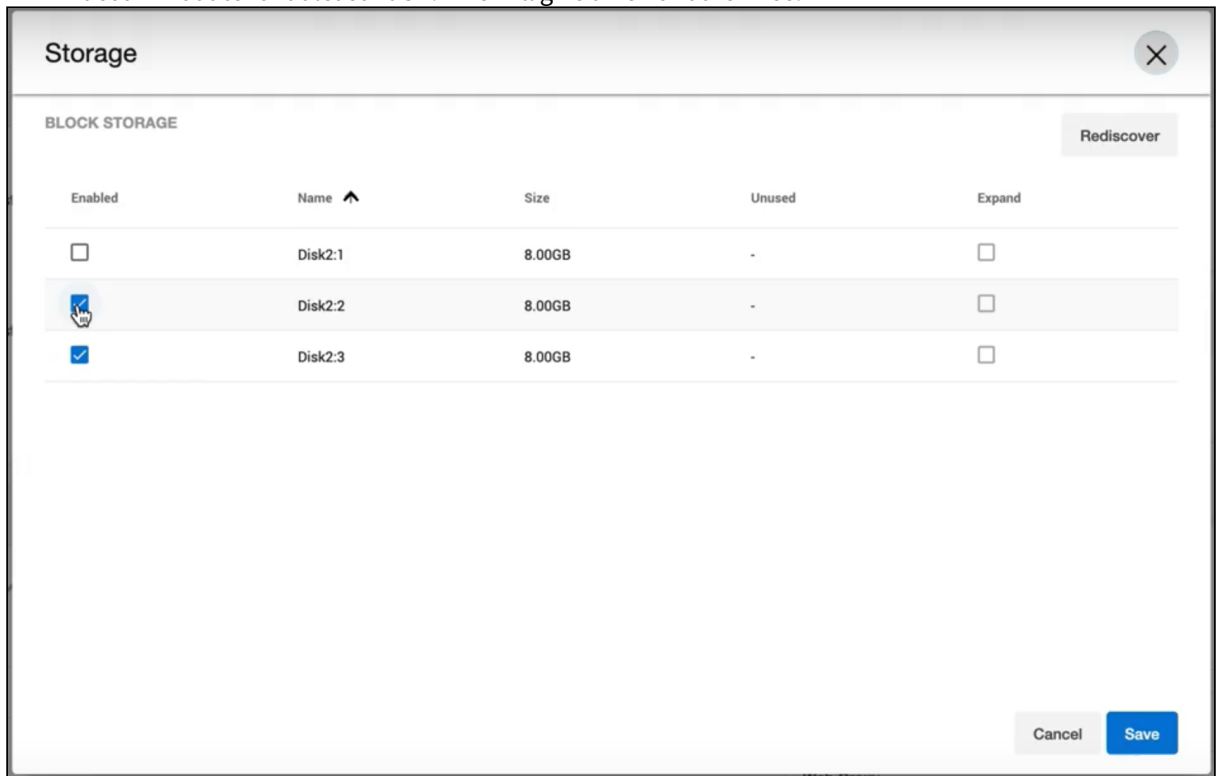 Storage
BLOCK STORAGE
Rediscover
Enabled Name Size Unused Expand
Disk2:1 8.00GB -
Disk2:2 8.00GB -
Disk2:3 8.00GB -
Cancel Save